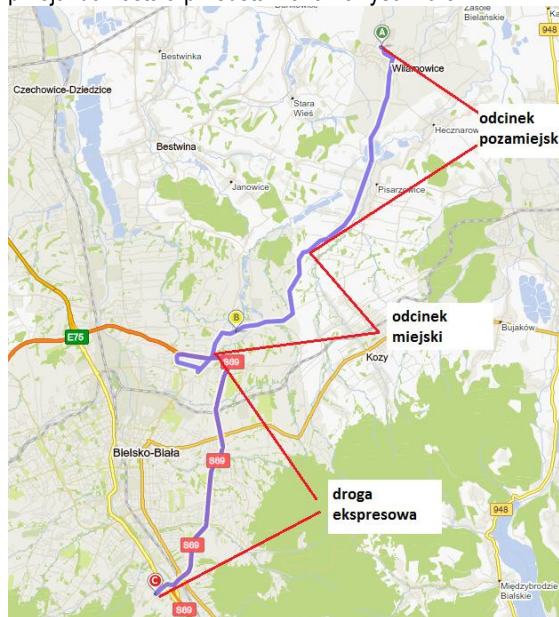 Zasole
Bielańskie
948
Bestwinka
A
Wilamowice
Czechowice-Dziedzice
Stara
Wieś
odcinek
pozamiejsk
Hecznarow
Bestwina
Janowice
Pisarzowice
B
odcinek
miejski
E75
Bujaków
S69
Kozy
Bielsko-Biała
S69
droga
ekspresowa
948
S69
C
Międzybrodzie
Bialskie
S69